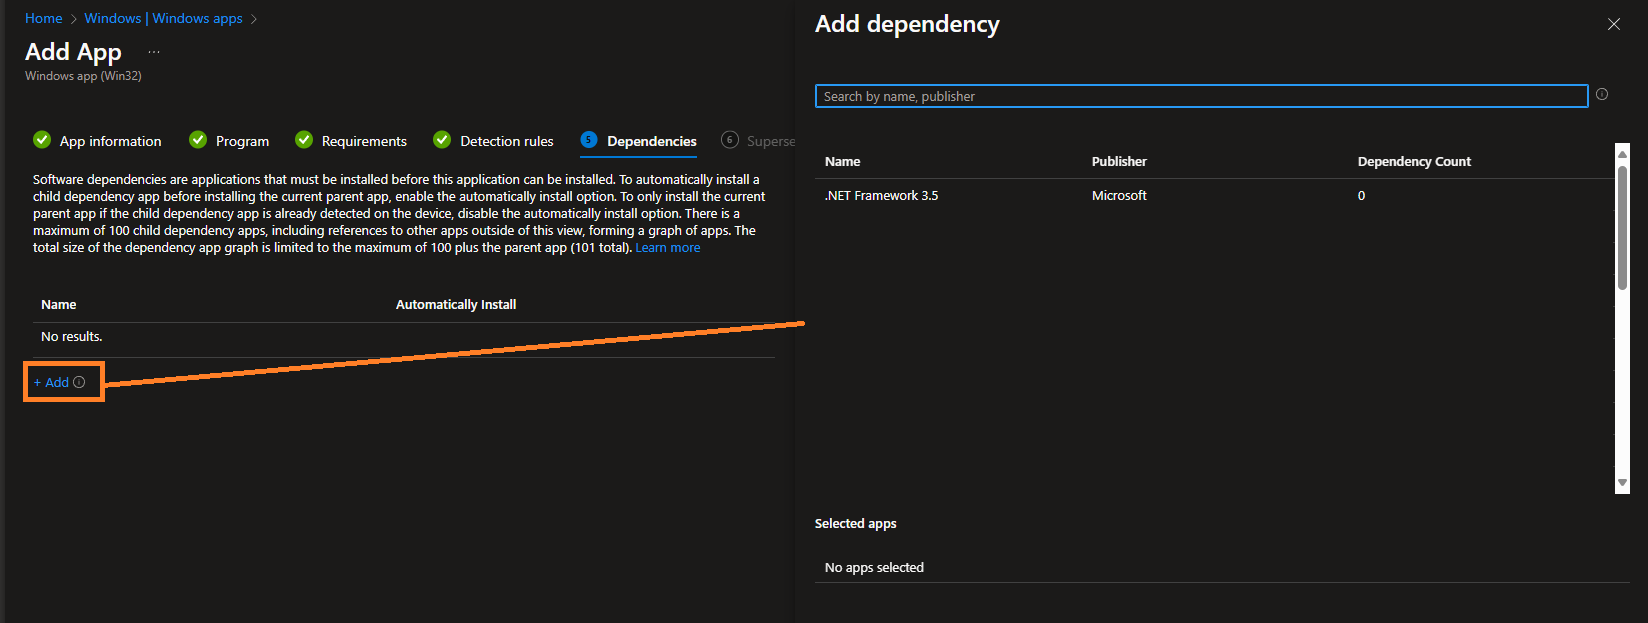 Home > Windows | Windows apps >
Add App ...
Windows app (Win32)
App information
Program
Requirements
Detection rules
5 Dependencies
6 Superse
Software dependencies are applications that must be installed before this application can be installed. To automatically install a
child dependency app before installing the current parent app, enable the automatically install option. To only install the current
parent app if the child dependency app is already detected on the device, disable the automatically install option. There is a
maximum of 100 child dependency apps, including references to other apps outside of this view, forming a graph of apps. The
total size of the dependency app graph is limited to the maximum of 100 plus the parent app (101 total). Learn more
Name Automatically Install
No results.
+ Add
Add dependency
Search by name, publisher
Name Publisher Dependency Count
.NET Framework 3.5 Microsoft 0
Selected apps
No apps selected